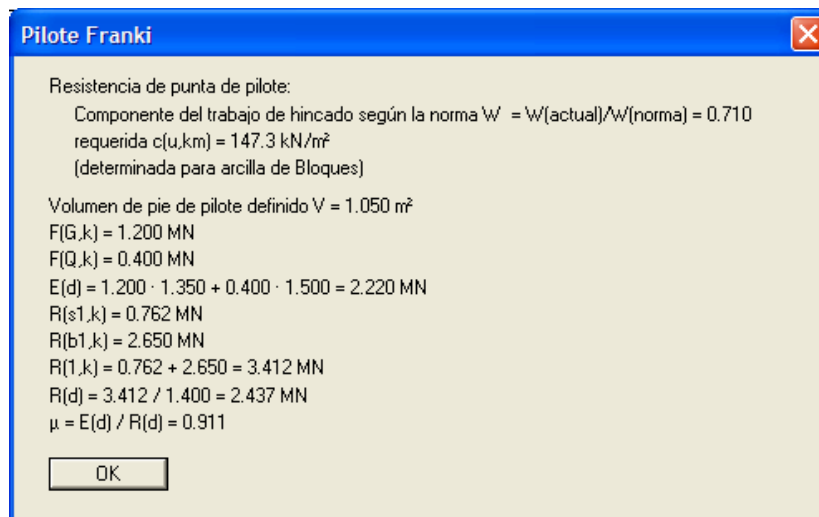 Pilote Franki
Resistencia de punta de pilote:
Componente del trabajo de hincado según la norma W' = W(actual)/W(norma) = 0.710
requerida c(u,km) = 147.3 kN/m²
(determinada para arcilla de Bloques)
Volumen de pie de pilote definido V = 1.050 m³
F(G,k) = 1.200 MN
F(Q,k) = 0.400 MN
E(d) = 1.200 · 1.350 + 0.400 · 1.500 = 2.220 MN
R(s1,k) = 0.762 MN
R(b1,k) = 2.650 MN
R(1,k) = 0.762 + 2.650 = 3.412 MN
R(d) = 3.412 / 1.400 = 2.437 MN
μ = E(d) / R(d) = 0.911
OK